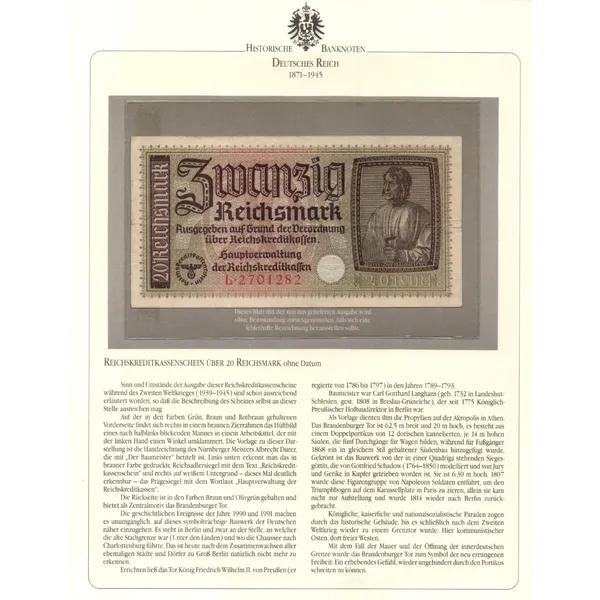 HISTORISCHE BANKNOTEN
DEUTSCHES REICH
1871–1945
20 Reichsmark
Zwanzig
Reichsmark
Ausgegeben auf Grund der Verordnung
über Reichskreditkassen.
Hauptverwaltung
der Reichskreditkassen
L·2701282
Dieses Blatt mit der von uns gelieferten Ausgabe wird
ohne Beanstandung zurückgenommen, falls sich eine
fehlerhafte Bezeichnung herausstellen sollte.
REICHSKREDITKASSENSCHEIN ÜBER 20 REICHSMARK ohne Datum
Sinn und Umstände der Ausgabe dieser Reichskreditkassenscheine
während des Zweiten Weltkrieges (1939–1945) sind schon ausreichend
erläutert worden, so daß die Beschreibung des Scheines selbst an dieser
Stelle ausreichen mag.
Auf der in den Farben Grün, Braun und Rotbraun gehaltenen
Vorderseite findet sich rechts in einem braunen Zierrahmen das Hüftbild
eines nach halblinks blickenden Mannes in einem Arbeitskittel, der mit
der linken Hand einen Winkel umklammert. Die Vorlage zu dieser Dar-
stellung ist die Handzeichnung des Nürnberger Meisters Albrecht Dürer,
die mit „Der Baumeister" betitelt ist. Links unten erkennt man das in
brauner Farbe gedruckte Reichsadlersiegel mit dem Text „Reichskredit-
kassenschein" und rechts auf weißem Untergrund – dieses Mal deutlich
erkennbar – das Prägesiegel mit dem Wortlaut „Hauptverwaltung der
Reichskreditkassen".
Die Rückseite ist in den Farben Braun und Olivgrün gehalten und
bietet als Zentralmotiv das Brandenburger Tor.
Die geschichtlichen Ereignisse der Jahre 1990 und 1991 machen
es unumgänglich, auf dieses symbolträchtige Bauwerk der Deutschen
näher einzugehen. Es steht in Berlin und zwar an der Stelle, an welcher
die alte Stadtgrenze war (Unter den Linden) und wo die Chaussee nach
Charlottenburg führte. Das ist heute nach dem Zusammenwachsen aller
ehemaligen Städte und Dörfer zu Groß-Berlin natürlich nicht mehr zu
erkennen.
Errichten ließ das Tor König Friedrich Wilhelm II. von Preußen (er
regierte von 1786 bis 1797) in den Jahren 1789–1793.
Baumeister war Carl Gotthard Langhans (geb. 1732 in Landeshut/
Schlesien, gest. 1808 in Breslau-Grüneiche), der seit 1775 Königlich-
Preußischer Hofbaudirektor in Berlin war.
Als Vorlage dienten ihm die Propyläen auf der Akropolis in Athen.
Das Brandenburger Tor ist 62,5 m breit und 20 m hoch, es besteht aus
einem Doppelportikus von 12 dorischen kannelierten, je 14 m hohen
Säulen, die fünf Durchgänge für Wagen bilden, während für Fußgänger
1868 ein in gleichem Stil gehaltener Säulenbau hinzugefügt wurde.
Gekrönt ist das Bauwerk von der in einer Quadriga stehenden Sieges-
göttin, die von Gottfried Schadow (1764–1850) modelliert und von Jury
und Gerike in Kupfer getrieben worden ist. Sie ist 6.30 m hoch. 1807
wurde diese Figurengruppe von Napoleons Soldaten entführt, um den
Triumphbogen auf dem Karussellplatz in Paris zu zieren, allein sie kam
nicht zur Aufstellung und wurde 1814 wieder nach Berlin zurück-
gebracht.
Königliche, kaiserliche und nationalsozialistische Paraden zogen
durch das historische Gebäude, bis es schließlich nach dem Zweiten
Weltkrieg wieder zu einem Grenztor wurde: Hier kommunistischer
Osten, dort freier Westen.
Mit dem Fall der Mauer und der Öffnung der innerdeutschen
Grenze wurde das Brandenburger Tor zum Symbol der neu errungenen
Freiheit: Ein erhebendes Gefühl, wieder ungehindert durch den Portikus
schreiten zu können.